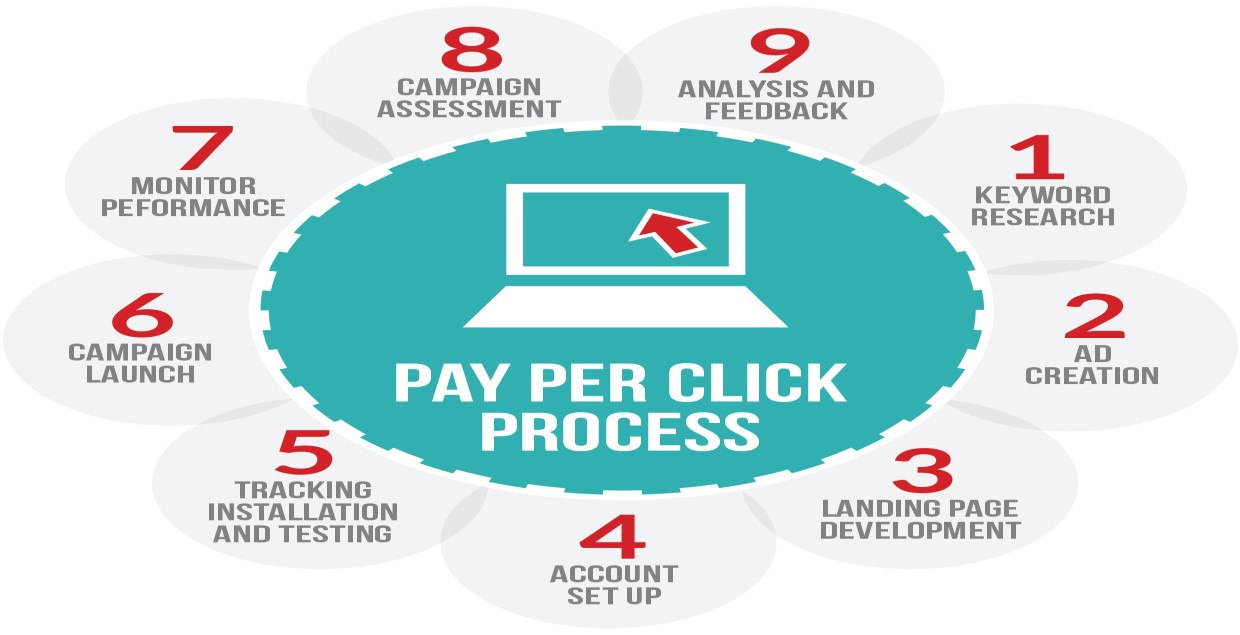 PAY PER CLICK
PROCESS
1
KEYWORD
RESEARCH
2
AD
CREATION
3
LANDING PAGE
DEVELOPMENT
4
ACCOUNT
SET UP
5
TRACKING
INSTALLATION
AND TESTING
6
CAMPAIGN
LAUNCH
7
MONITOR
PEFORMANCE
8
CAMPAIGN
ASSESSMENT
9
ANALYSIS AND
FEEDBACK